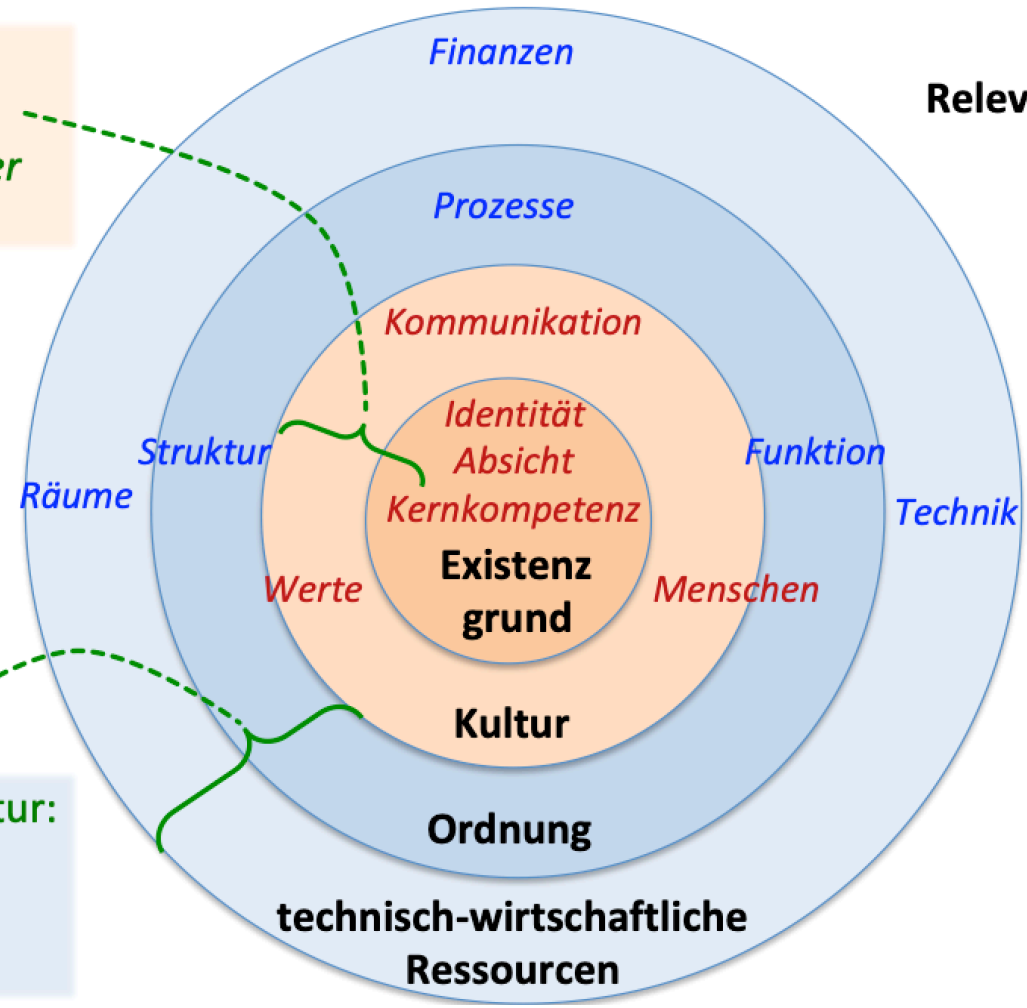 Finanzen
Relev
er
Prozesse
Kommunikation
Identität
Absicht
Kernkompetenz
Struktur
Funktion
Räume
Technik
Existenz
grund
Werte
Menschen
Kultur
tur:
Ordnung
technisch-wirtschaftliche
Ressourcen